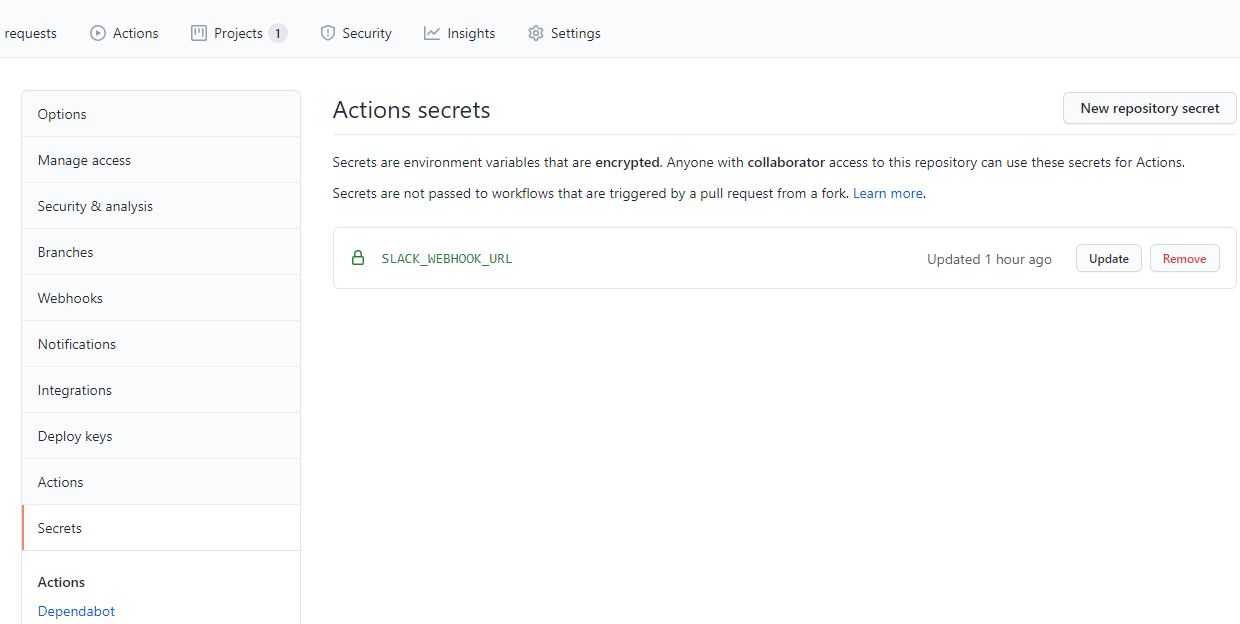 requests Actions Projects 1 Security Insights Settings
Options
Manage access
Security & analysis
Branches
Webhooks
Notifications
Integrations
Deploy keys
Actions
Secrets
Actions
Dependabot
Actions secrets
New repository secret
Secrets are environment variables that are encrypted. Anyone with collaborator access to this repository can use these secrets for Actions.
Secrets are not passed to workflows that are triggered by a pull request from a fork. Learn more.
SLACK_WEBHOOK_URL Updated 1 hour ago Update Remove